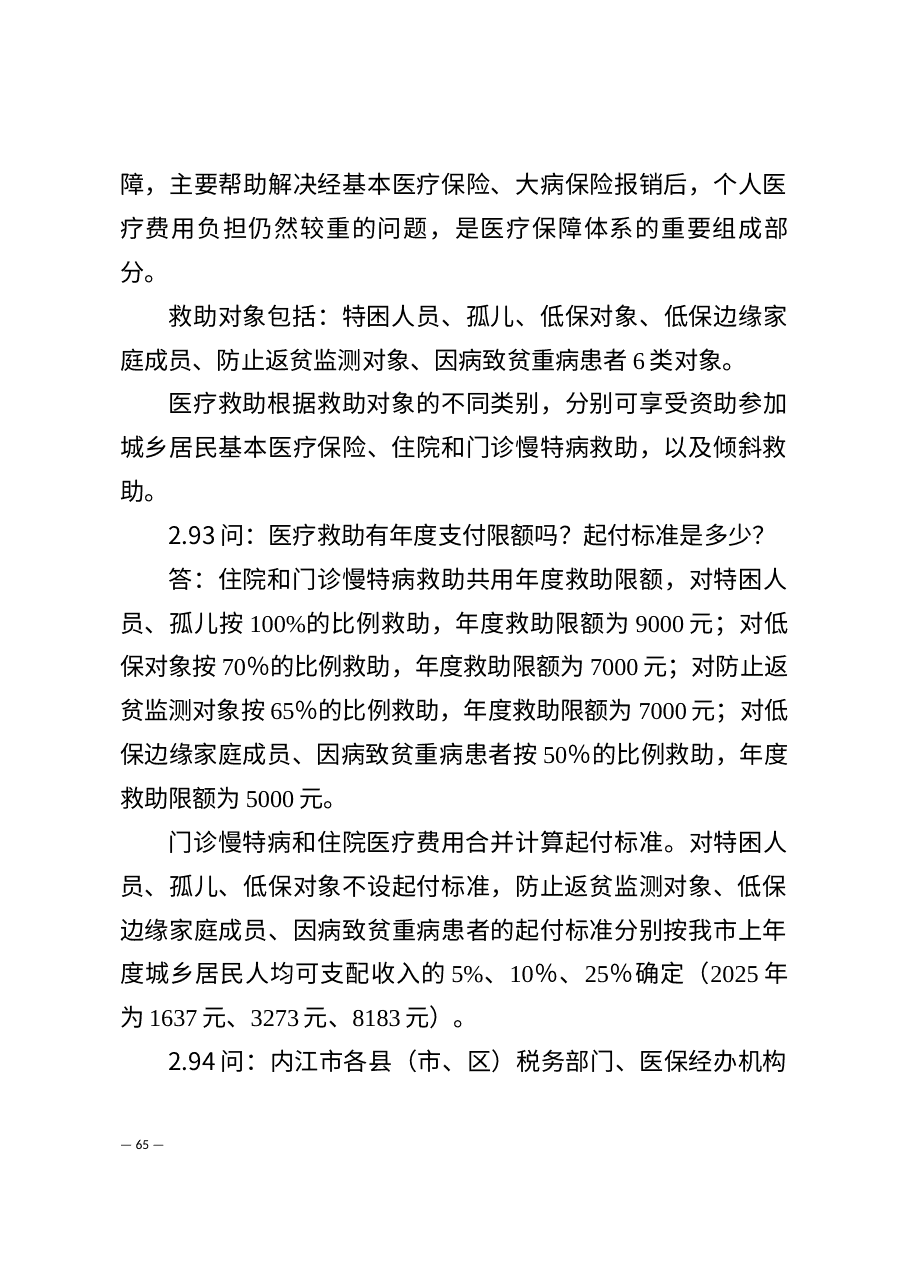 障，主要帮助解决经基本医疗保险、大病保险报销后，个人医
疗费用负担仍然较重的问题，是医疗保障体系的重要组成部
分。
救助对象包括：特困人员、孤儿、低保对象、低保边缘家
庭成员、防止返贫监测对象、因病致贫重病患者 6 类对象。
医疗救助根据救助对象的不同类别，分别可享受资助参加
城乡居民基本医疗保险、住院和门诊慢特病救助，以及倾斜救
助。
2.93 问：医疗救助有年度支付限额吗？起付标准是多少？
答：住院和门诊慢特病救助共用年度救助限额，对特困人
员、孤儿按 100%的比例救助，年度救助限额为 9000 元；对低
保对象按 70%的比例救助，年度救助限额为 7000 元；对防止返
贫监测对象按 65%的比例救助，年度救助限额为 7000 元；对低
保边缘家庭成员、因病致贫重病患者按 50%的比例救助，年度
救助限额为 5000 元。
门诊慢特病和住院医疗费用合并计算起付标准。对特困人
员、孤儿、低保对象不设起付标准，防止返贫监测对象、低保
边缘家庭成员、因病致贫重病患者的起付标准分别按我市上年
度城乡居民人均可支配收入的 5%、10%、25%确定（2025 年
为 1637 元、3273 元、8183 元）。
2.94 问：内江市各县（市、区）税务部门、医保经办机构
— 65 —